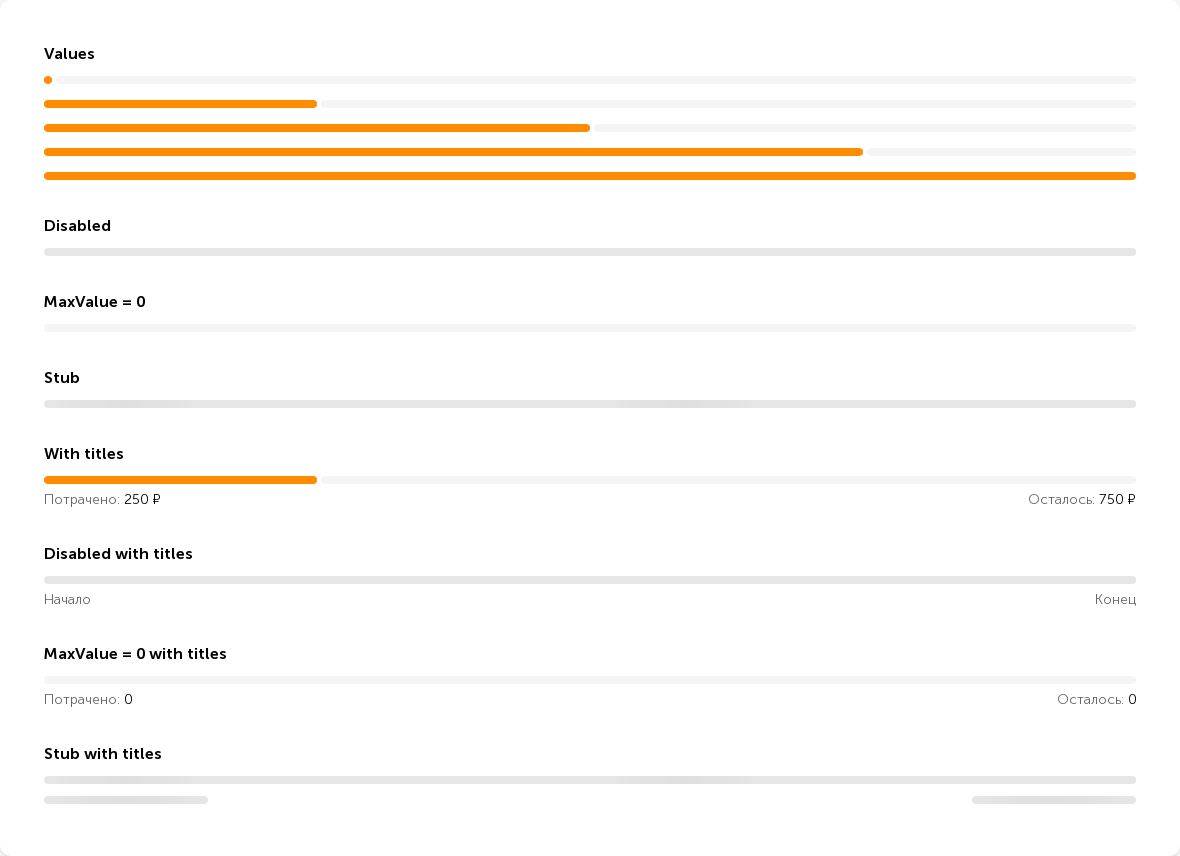 Values
Disabled
MaxValue = 0
Stub
With titles
Потрачено: 250 ₽ Осталось: 750 ₽
Disabled with titles
Начало Конец
MaxValue = 0 with titles
Потрачено: 0 Осталось: 0
Stub with titles